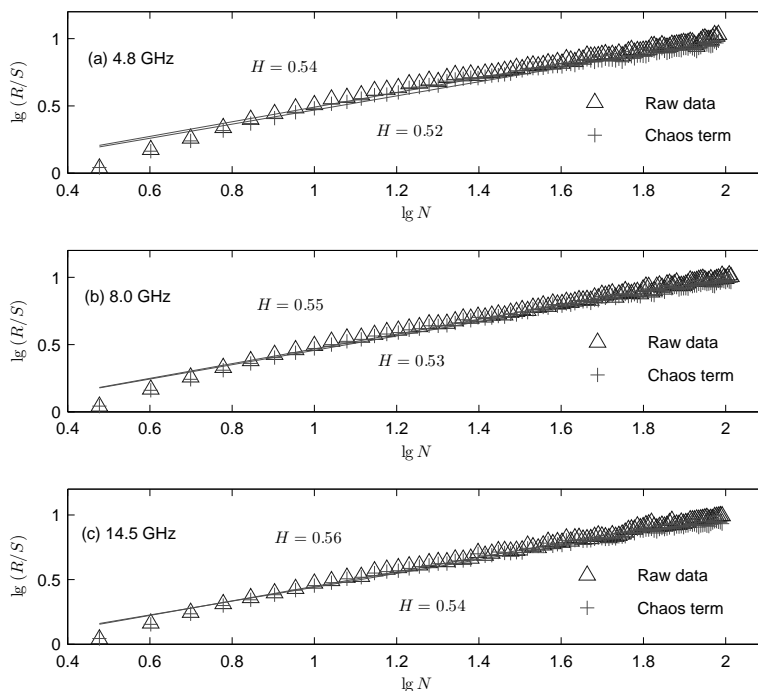 1
(a) 4.8 GHz
H = 0.54
lg (R/S)
0.5
Raw data
H = 0.52
Chaos term
0
0.4 0.6 0.8 1 1.2 1.4 1.6 1.8 2
lg N
1
(b) 8.0 GHz
H = 0.55
lg (R/S)
0.5
Raw data
H = 0.53
Chaos term
0
0.4 0.6 0.8 1 1.2 1.4 1.6 1.8 2
lg N
1
(c) 14.5 GHz
H = 0.56
lg (R/S)
0.5
Raw data
H = 0.54
Chaos term
0
0.4 0.6 0.8 1 1.2 1.4 1.6 1.8 2
lg N